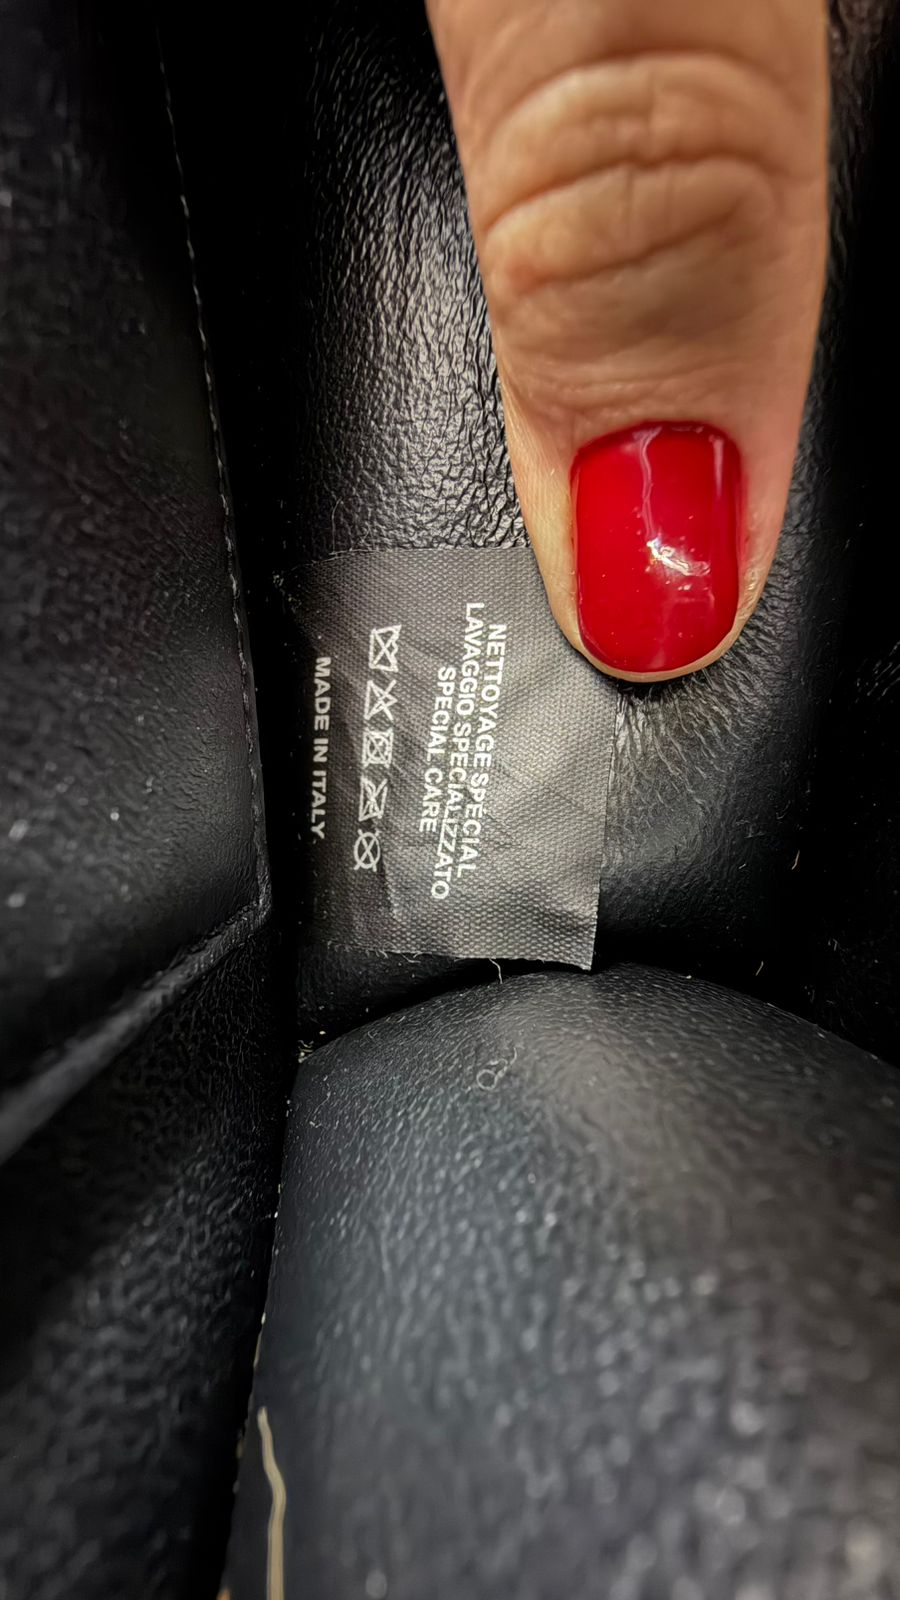 NETTOYAGE SPECIAL
LAVAGGIO SPECIALIZZATO
SPECIAL CARE
MADE IN ITALY.